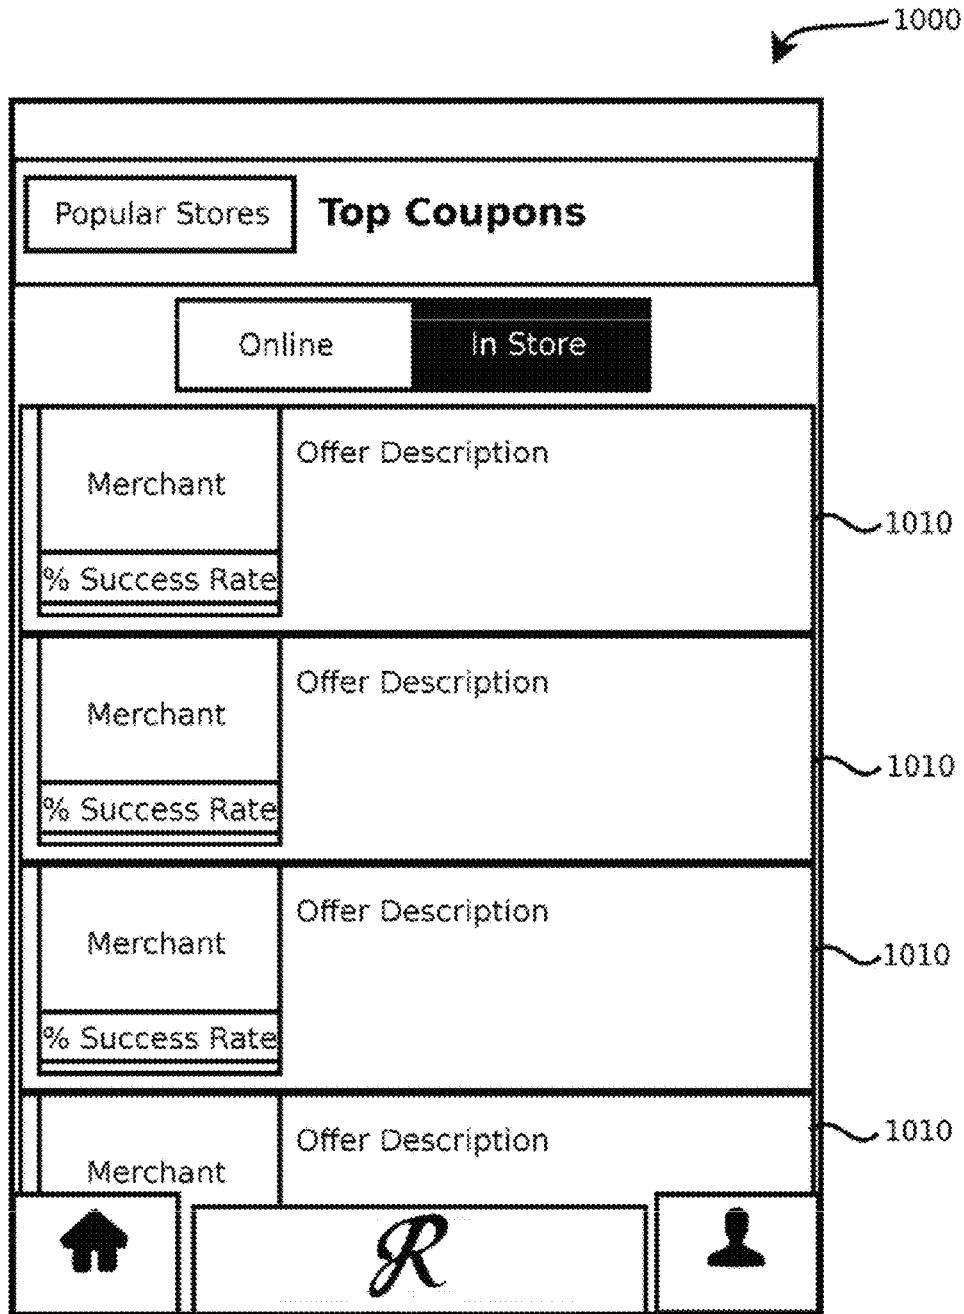 1000
Popular Stores Top Coupons
Online In Store
Offer Description
Merchant
1010
% Success Rate
Offer Description
Merchant
1010
% Success Rate
Offer Description
Merchant
1010
% Success Rate
Offer Description
1010
Merchant
R